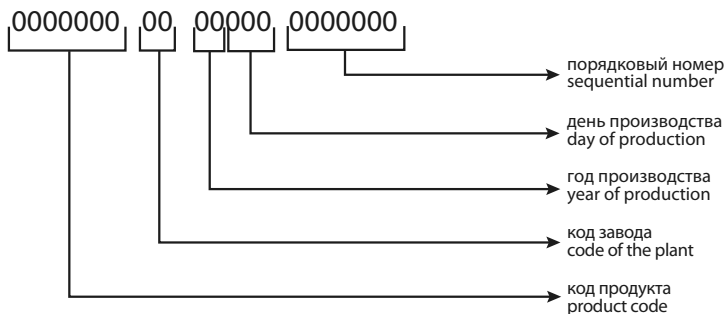 0000000 00 00000 0000000
порядковый номер
sequential number
день производства
day of production
год производства
year of production
код завода
code of the plant
код продукта
product code